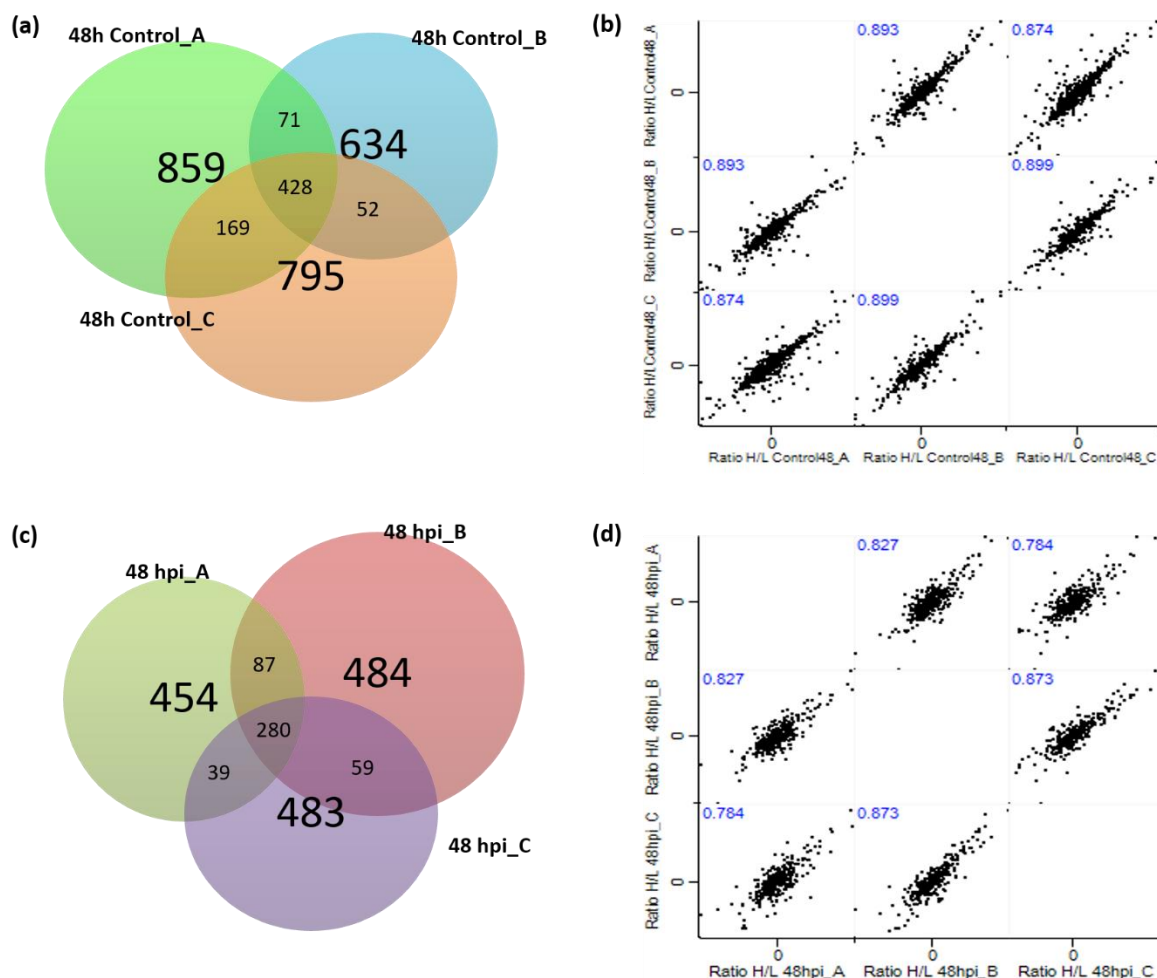 (a)
48h Control_A
48h Control_B
71
859
634
428
52
169
795
48h Control_C
(b)
0.893
0.874
0.893
0.899
0.874
0.899
Ratio H/L Control48_A
0
Ratio H/L Control48_B
0
Ratio H/L Control48_C
0
0
0
0
Ratio H/L Control48_A
Ratio H/L Control48_B
Ratio H/L Control48_C
(c)
48 hpi_B
48 hpi_A
87
454
484
280
39
59
483
48 hpi_C
(d)
0.827
0.784
0.827
0.873
0.784
0.873
Ratio H/L 48hpi_A
0
Ratio H/L 48hpi_B
0
Ratio H/L 48hpi_C
0
0
0
0
Ratio H/L 48hpi_A
Ratio H/L 48hpi_B
Ratio H/L 48hpi_C